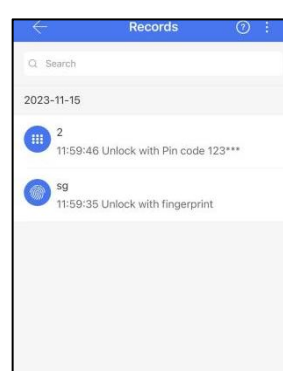 Records
Search
2023-11-15
2
11:59:46 Unlock with Pin code 123***
sg
11:59:35 Unlock with fingerprint